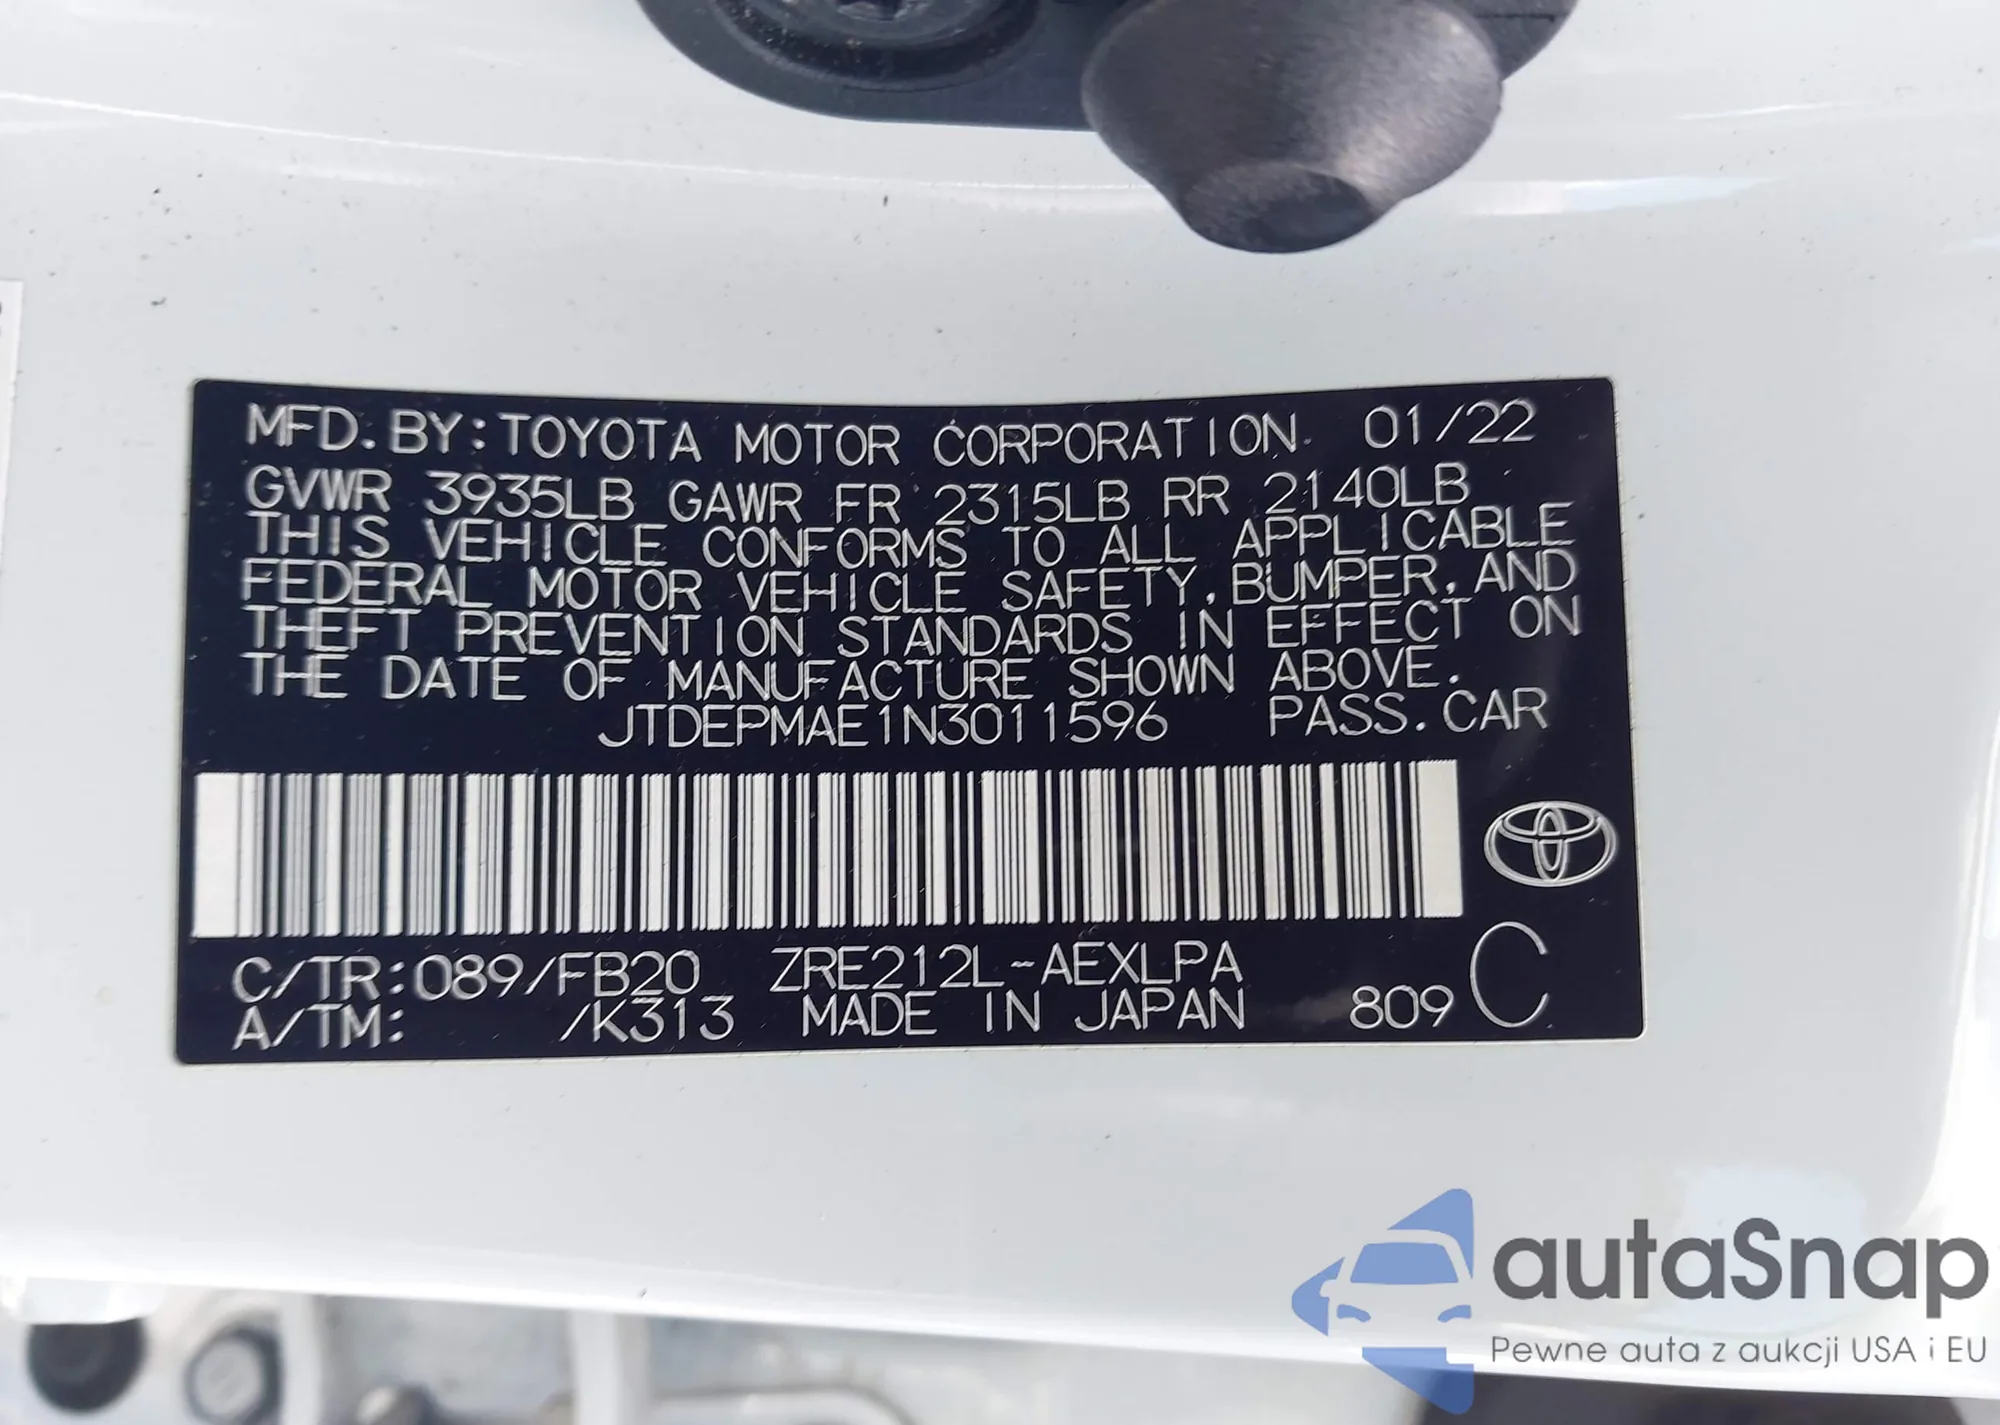 MFD. BY: TOYOTA MOTOR CORPORATION 01/22
GVWR 3935LB GAWR FR 2315LB RR 2140LB
THIS VEHICLE CONFORMS TO ALL APPLICABLE
FEDERAL MOTOR VEHICLE SAFETY, BUMPER, AND
THEFT PREVENTION STANDARDS IN EFFECT ON
THE DATE OF MANUFACTURE SHOWN ABOVE.
JTDEPMAE1N3011596 PASS. CAR
C/TR:089/FB20 ZRE212L-AEXLPA
A/TM: /K313 MADE IN JAPAN 809 C
autaSnap
Pewne auta z aukcji USA i EU